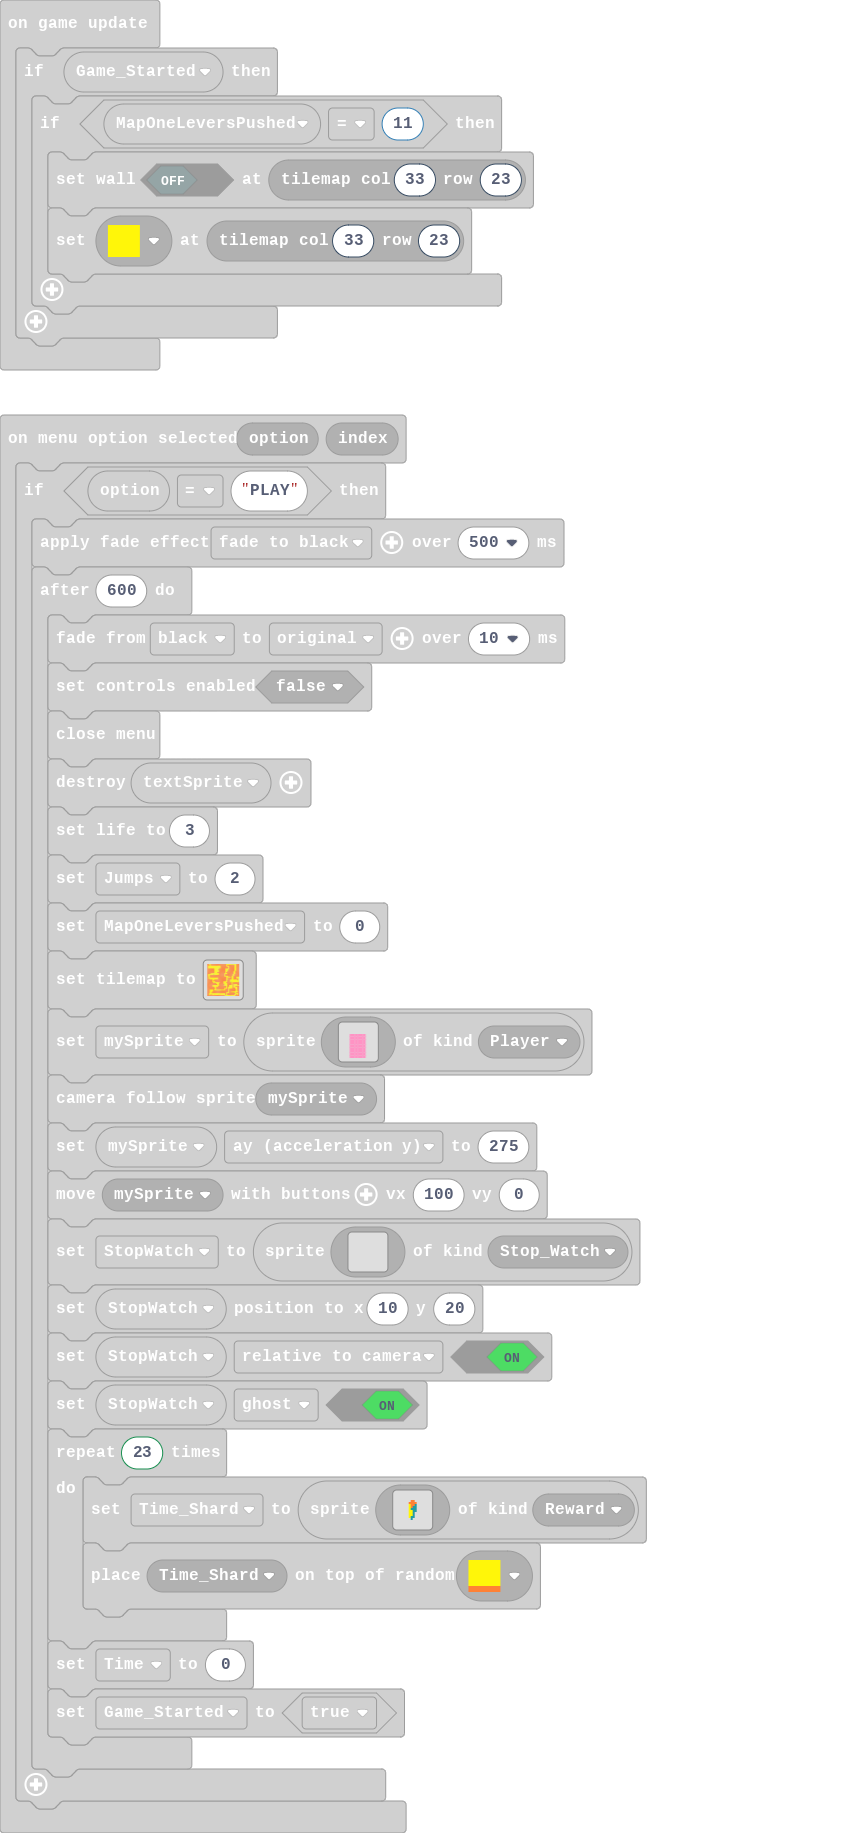 on game update
if Game_Started then
if MapOneLeversPushed = 11 then
set wall OFF at tilemap col 33 row 23
set at tilemap col 33 row 23
on menu option selected option index
if option = "PLAY" then
apply fade effect fade to black over 500 ms
after 600 do
fade from black to original over 10 ms
set controls enabled false
close menu
destroy textSprite
set life to 3
set Jumps to 2
set MapOneLeversPushed to 0
set tilemap to
set mySprite to sprite of kind Player
camera follow sprite mySprite
set mySprite ay (acceleration y) to 275
move mySprite with buttons vx 100 vy 0
set StopWatch to sprite of kind Stop_Watch
set StopWatch position to x 10 y 20
set StopWatch relative to camera ON
set StopWatch ghost ON
repeat 23 times
do
set Time_Shard to sprite of kind Reward
place Time_Shard on top of random
set Time to 0
set Game_Started to true